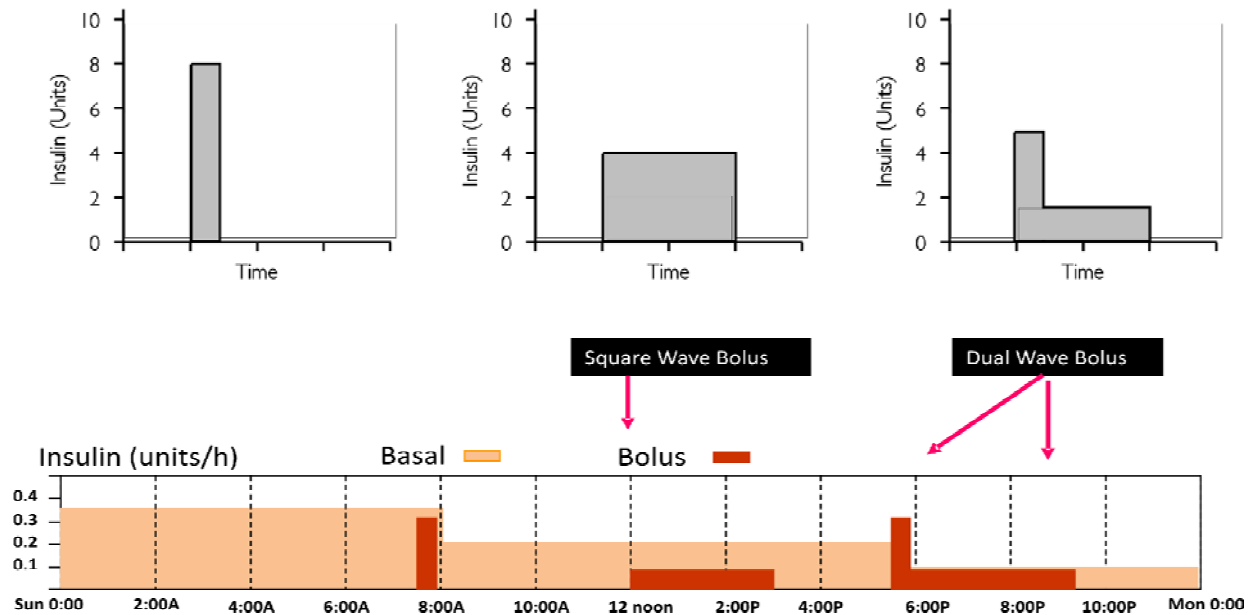 10
8
6
4
2
0
Insulin (Units)
Time
10
8
6
4
2
0
Insulin (Units)
Time
10
8
6
4
2
0
Insulin (Units)
Time
Square Wave Bolus
Dual Wave Bolus
Insulin (units/h)
Basal
Bolus
0.4
0.3
0.2
0.1
Sun 0:00 2:00A 4:00A 6:00A 8:00A 10:00A 12 noon 2:00P 4:00P 6:00P 8:00P 10:00P Mon 0:00